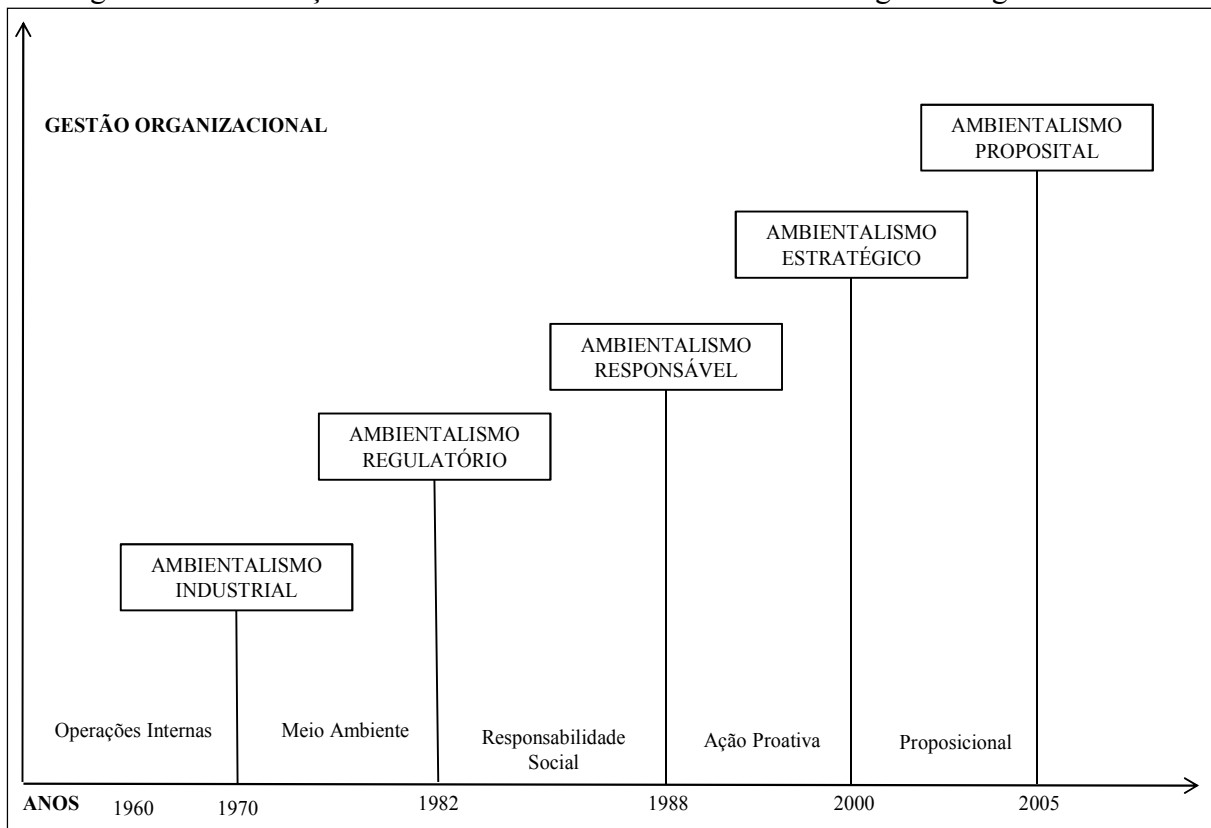 GESTÃO ORGANIZACIONAL
AMBIENTALISMO
PROPOSITAL
AMBIENTALISMO
ESTRATÉGICO
AMBIENTALISMO
RESPONSÁVEL
AMBIENTALISMO
REGULATÓRIO
AMBIENTALISMO
INDUSTRIAL
Operações Internas
Meio Ambiente
Responsabilidade
Social
Ação Proativa
Proposicional
ANOS 1960 1970 1982 1988 2000 2005